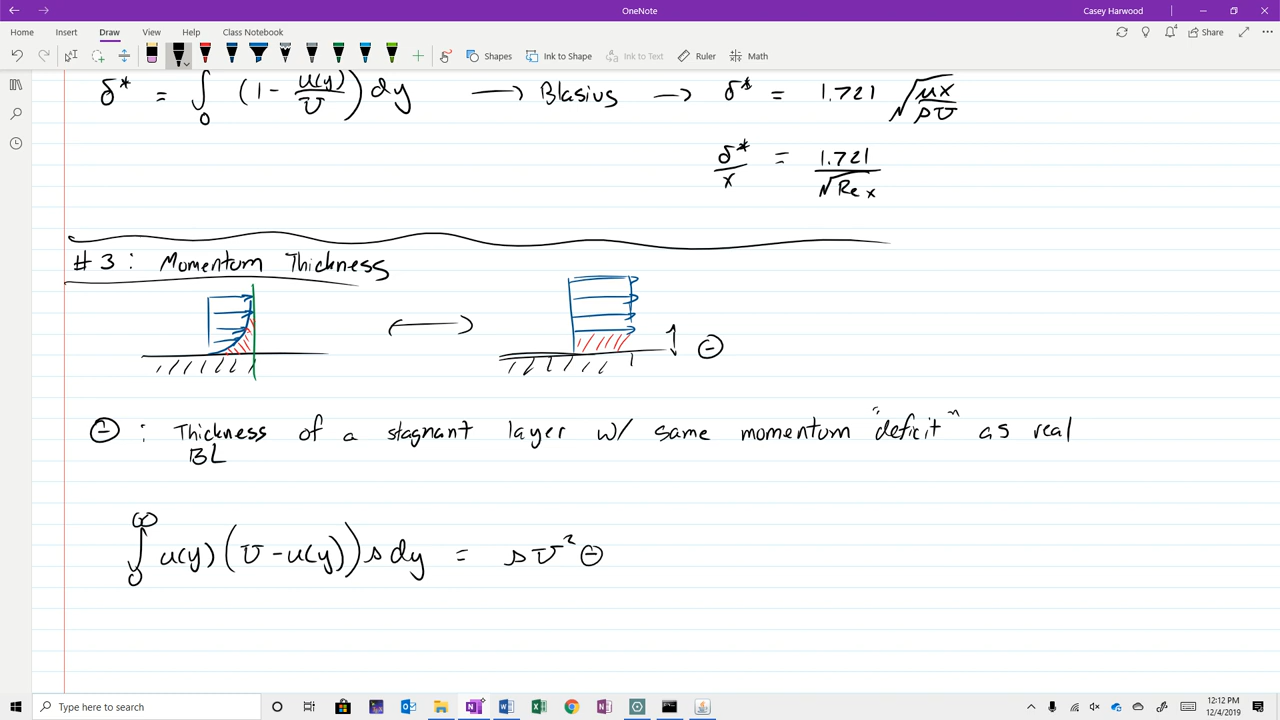 OneNote
Casey Harwood
Home Insert Draw View Help Class Notebook
Share
Shapes Ink to Shape Ink to Text Ruler Math
δ* = ∫₀ (1 - u(y)/U) dy → Blasius → δ* = 1.721 √(μx/ρU)
δ*/x = 1.721/√Re x
#3: Momentum Thickness
Θ
Θ : Thickness of a stagnant layer w/ same momentum "deficit" as real
BL
∫₀^∞ u(y) (U - u(y)) ρ dy = ρ U² Θ
Type here to search
12:12 PM
12/4/2019